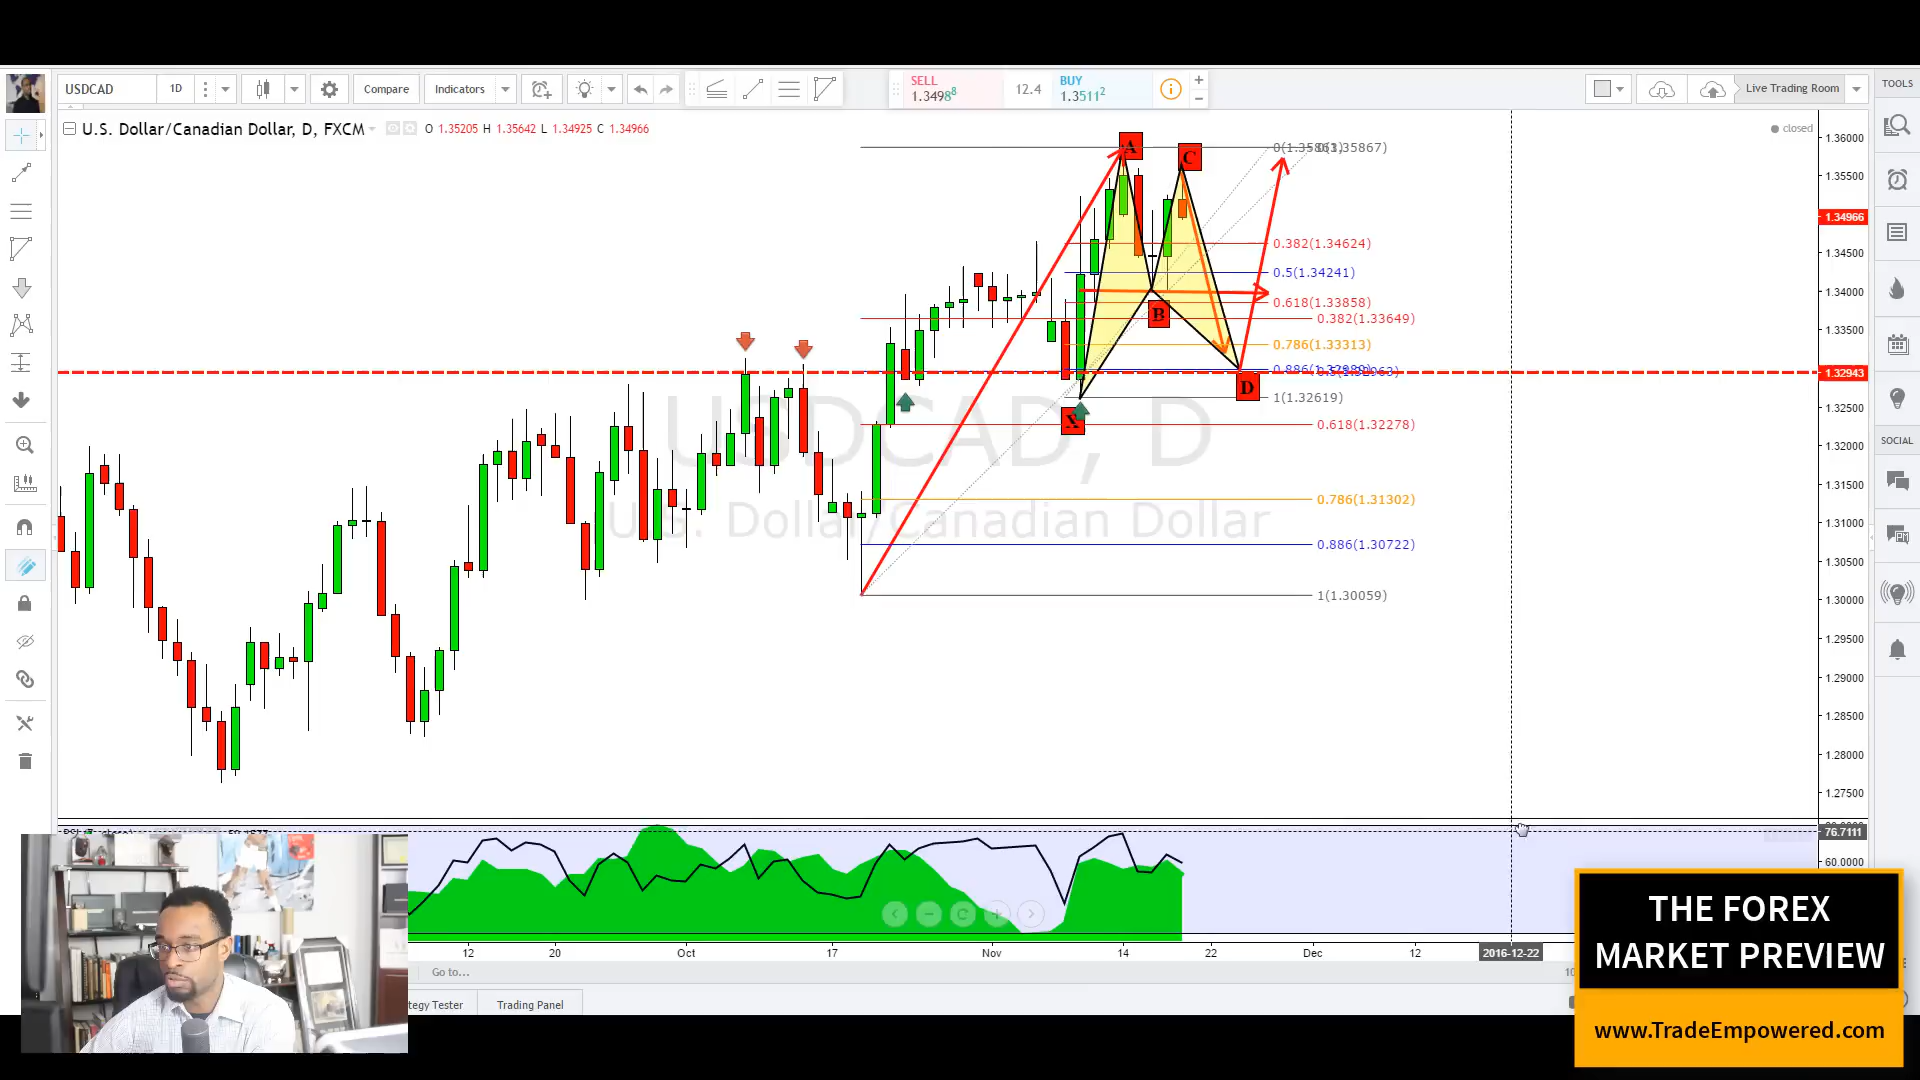 USDCAD
1D
Compare
Indicators
SELL
1.3498⁸
12.4
BUY
1.3511²
Live Trading Room
TOOLS
U.S. Dollar/Canadian Dollar, D, FXCM
O 1.35205 H 1.35642 L 1.34925 C 1.34966
closed
1.36000
1.35500
1.34966
1.34500
1.34000
1.33500
1.32943
1.32500
1.32000
1.31500
1.31000
1.30500
1.30000
1.29500
1.29000
1.28500
1.28000
1.27500
A
C
B
D
X
0.382(1.34624)
0.5(1.34241)
0.618(1.33858)
0.382(1.33649)
0.786(1.33313)
1(1.32619)
0.618(1.32278)
0.786(1.31302)
0.886(1.30722)
1(1.30059)
USDCAD, D
U.S. Dollar/Canadian Dollar
SOCIAL
76.7111
60.0000
12
20
Oct
17
Nov
14
22
Dec
12
2016-12-22
Go to...
tegy Tester
Trading Panel
THE FOREX
MARKET PREVIEW
www.TradeEmpowered.com